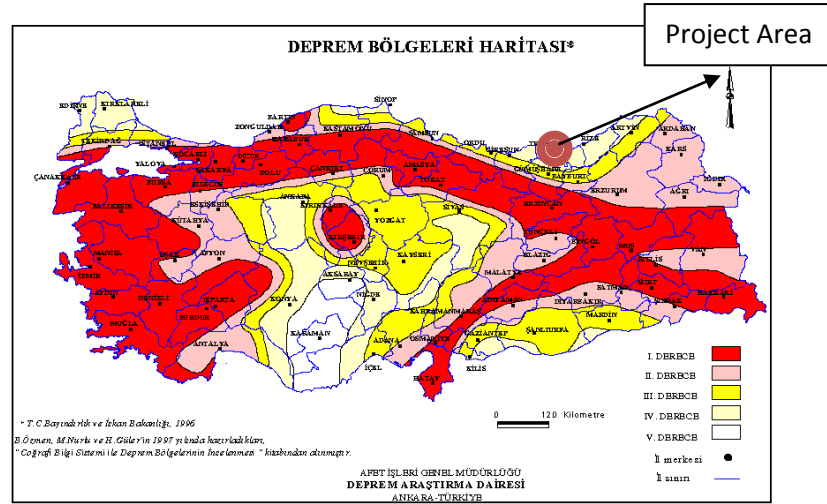 Project Area
DEPREM BÖLGELERİ HARİTASI*
SİNOP
EDİRNE KIRKLARELİ
BARTIN
ZONGULDAK
KASTAMONU
KARABUK
SAMSUN
ORDU
GİRESUN
RİZE
ARTVİN
ARDAHAN
KARS
TEKİRDAĞ
İSTANBUL
KOCAELİ
YALOVA
SAKARYA
DÜZCE
BOLU
ÇANKIRI
ÇORUM
AMASYA
TOKAT
GÜMÜŞHANE
BAYBURT
ERZURUM
IĞDIR
AĞRI
ÇANAKKALE
BURSA
BİLECİK
ESKİŞEHİR
ANKARA
KIRIKKALE
YOZGAT
SİVAS
ERZİNCAN
BALIKESİR
KÜTAHYA
KIRŞEHİR
TUNCELİ
BİNGÖL
MUŞ
VAN
MANİSA
UŞAK
AFYON
NEVŞEHİR
KAYSERİ
MALATYA
ELAZIĞ
BİTLİS
İZMİR
AKSARAY
AYDIN
DENİZLİ
ISPARTA
KONYA
NİĞDE
KAHRAMANMARAŞ
ADIYAMAN
DİYARBAKIR
BATMAN
SİİRT
ŞIRNAK
HAKKARİ
BURDUR
MUĞLA
KARAMAN
MARDİN
ANTALYA
ADANA
OSMANİYE
GAZİANTEP
ŞANLIURFA
İÇEL
KİLİS
HATAY
I. DERECE
II. DERECE
III. DERECE
IV. DERECE
V. DERECE
İl merkezi
İl sınırı
0 120 Kilometre
* T.C.Bayındırlık ve İskan Bakanlığı, 1996
B.Özmen, M.Nurlu ve H.Güler'in 1997 yılında hazırladıkları,
"Coğrafi Bilgi Sistemi ile Deprem Bölgelerinin İncelenmesi" kitabından alınmıştır.
AFET İŞLERİ GENEL MÜDÜRLÜĞÜ
DEPREM ARAŞTIRMA DAİRESİ
ANKARA-TÜRKİYE